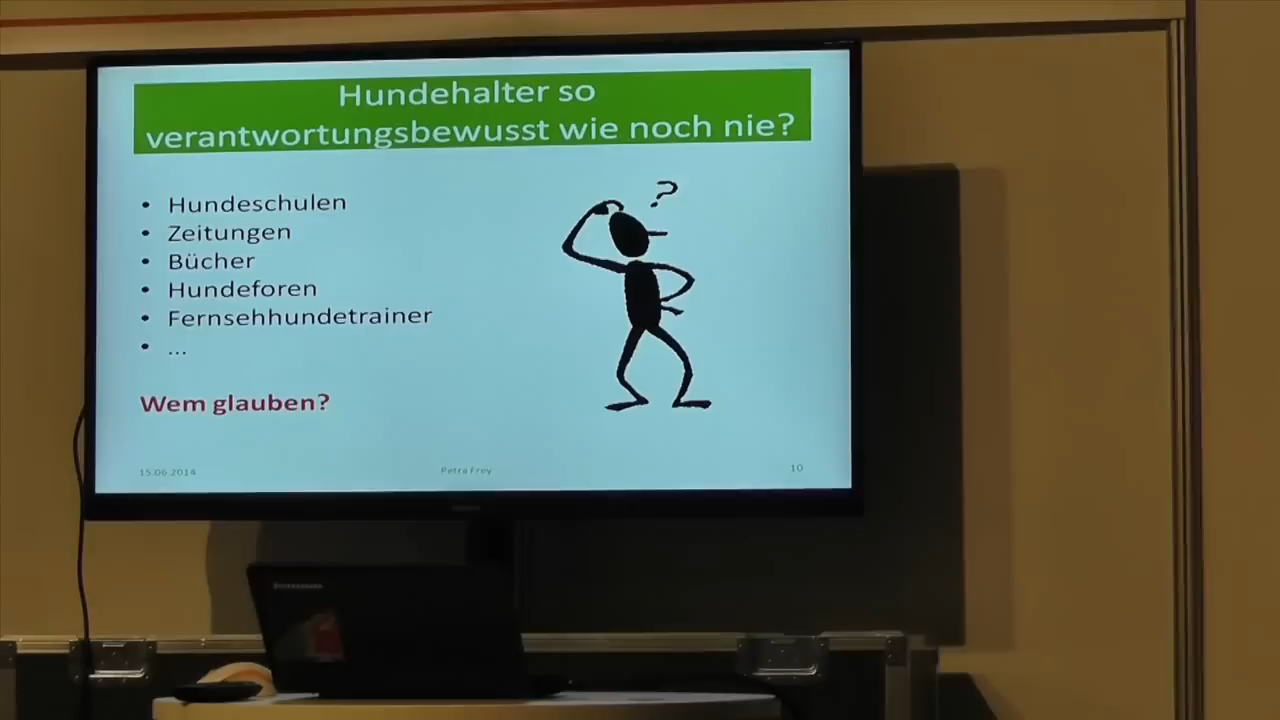 Hundehalter so
verantwortungsbewusst wie noch nie?
• Hundeschulen
• Zeitungen
• Bücher
• Hundeforen
• Fernsehhundetrainer
• ...
?
Wem glauben?
15.06.2014 Petra Frey 10